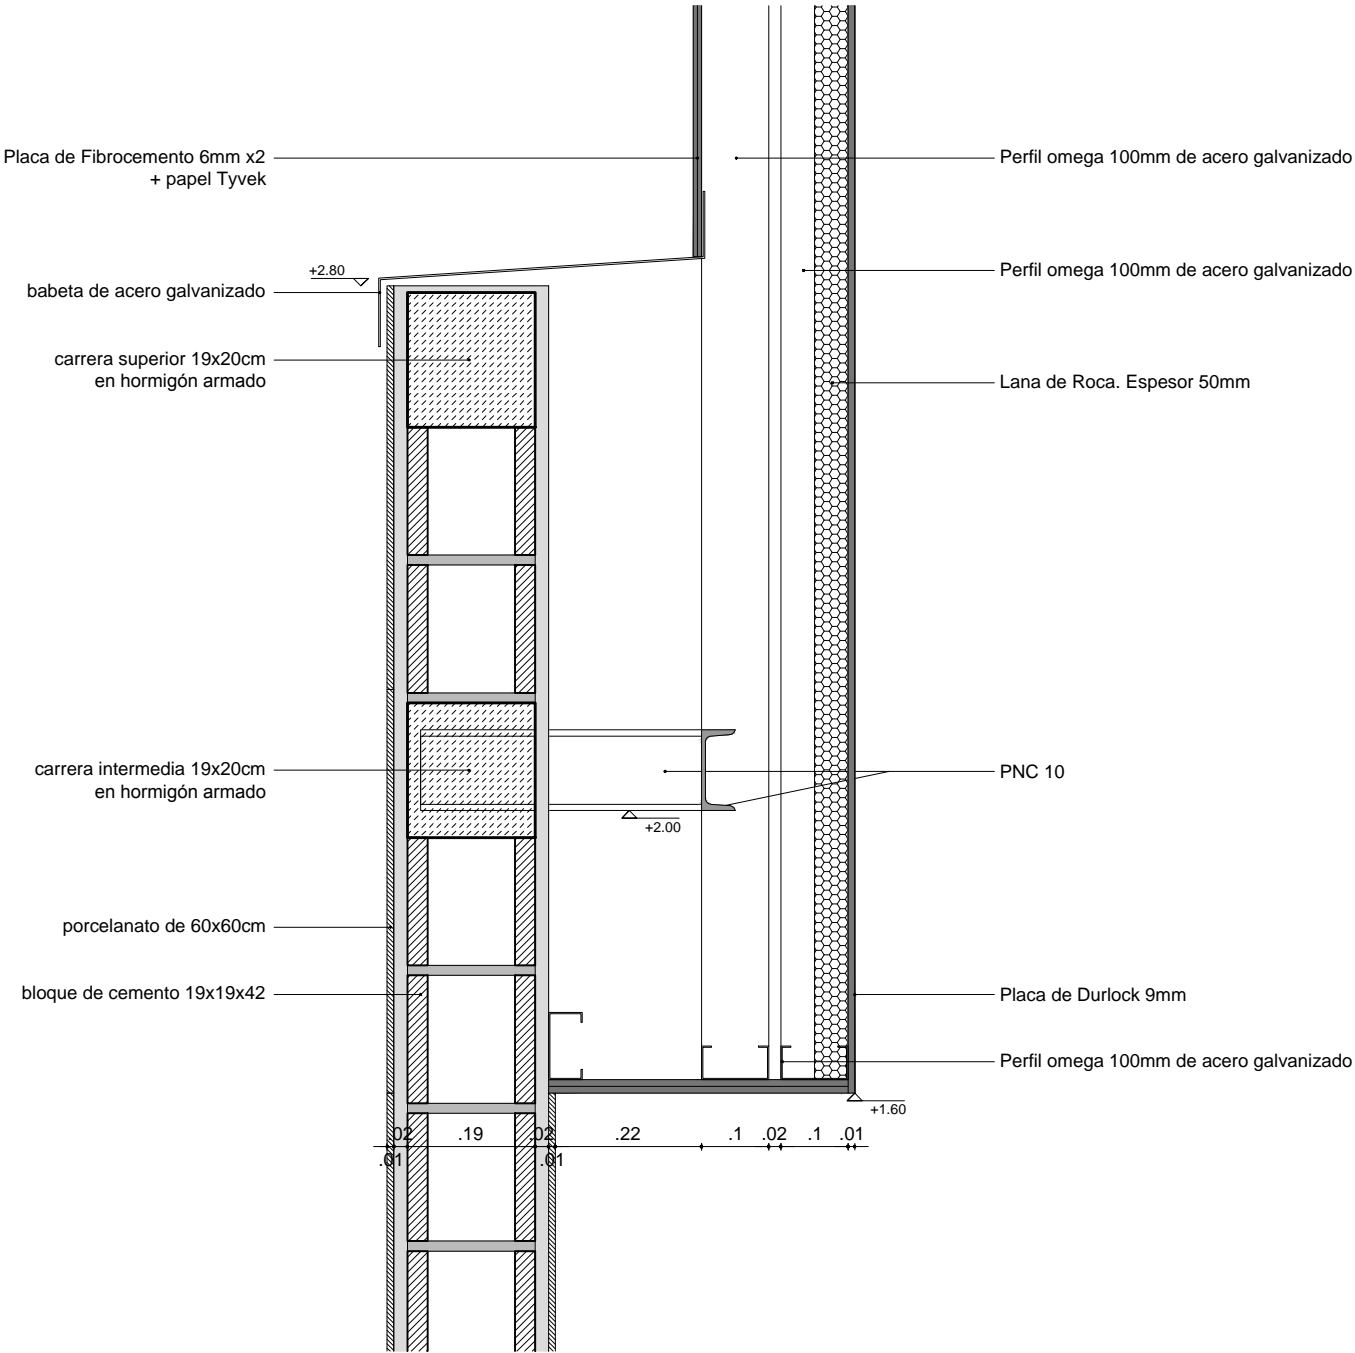 Placa de Fibrocemento 6mm x2
+ papel Tyvek
+2.80
babeta de acero galvanizado
carrera superior 19x20cm
en hormigón armado
carrera intermedia 19x20cm
en hormigón armado
porcelanato de 60x60cm
bloque de cemento 19x19x42
Perfil omega 100mm de acero galvanizado
Perfil omega 100mm de acero galvanizado
Lana de Roca. Espesor 50mm
PNC 10
+2.00
Placa de Durlock 9mm
Perfil omega 100mm de acero galvanizado
+1.60
.02 .19 .02 .22 .1 .02 .1 .01
.01 .01